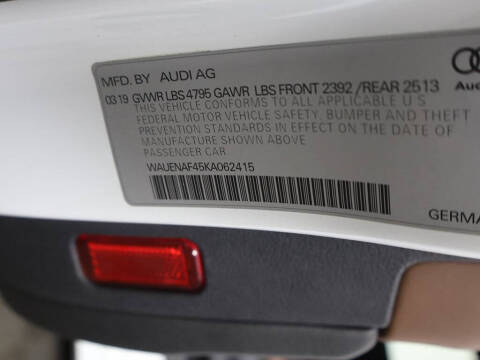 MFD. BY AUDI AG
03 19 GVWR LBS 4795 GAWR LBS FRONT 2392 / REAR 2513
THIS VEHICLE CONFORMS TO ALL APPLICABLE U S
FEDERAL MOTOR VEHICLE SAFETY, BUMPER AND THEFT
PREVENTION STANDARDS IN EFFECT ON THE DATE OF
MANUFACTURE SHOWN ABOVE
PASSENGER CAR
WAUENAF45KA062415